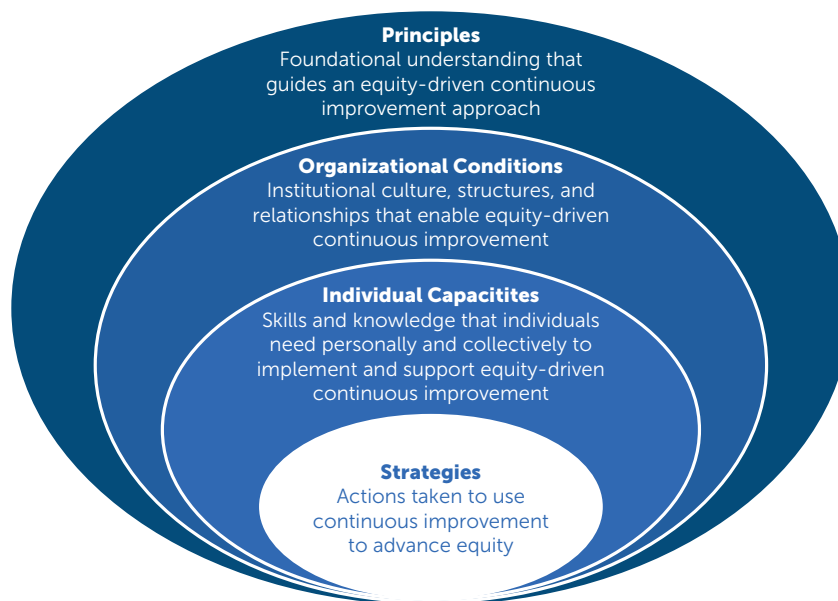 Principles
Foundational understanding that
guides an equity-driven continuous
improvement approach
Organizational Conditions
Institutional culture, structures, and
relationships that enable equity-driven
continuous improvement
Individual Capacitites
Skills and knowledge that individuals
need personally and collectively to
implement and support equity-driven
continuous improvement
Strategies
Actions taken to use
continuous improvement
to advance equity